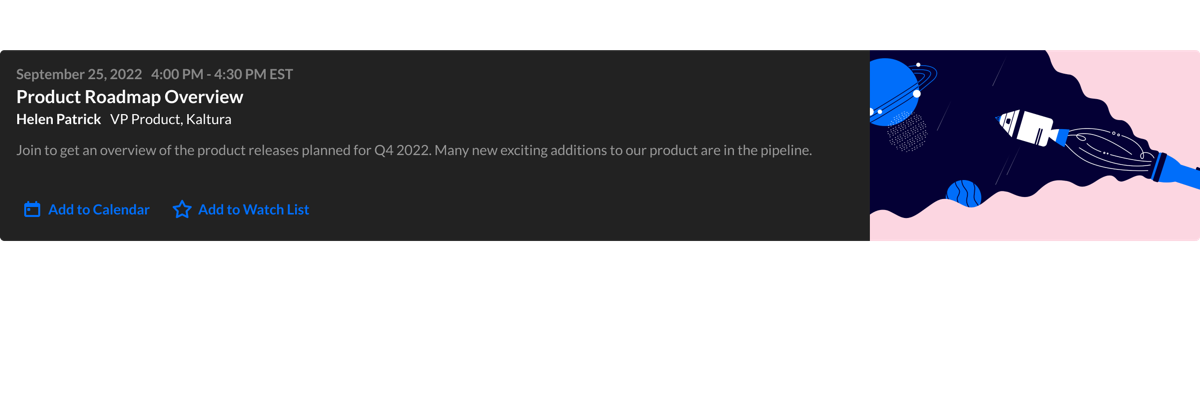 September 25, 2022 4:00 PM - 4:30 PM EST
Product Roadmap Overview
Helen Patrick VP Product, Kaltura
Join to get an overview of the product releases planned for Q4 2022. Many new exciting additions to our product are in the pipeline.
Add to Calendar Add to Watch List